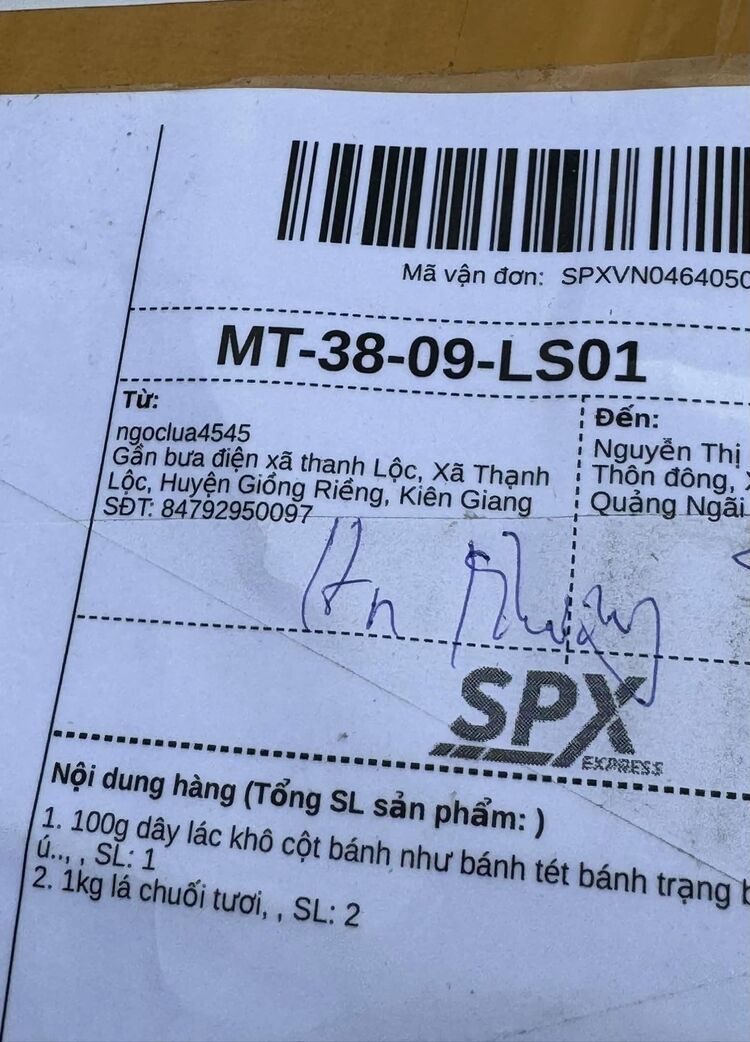 Mã vận đơn: SPXVN0464050
MT-38-09-LS01
Từ:
ngoclua4545
Gần bưa điện xã thanh Lộc, Xã Thạnh
Lộc, Huyện Giồng Riềng, Kiên Giang
SĐT: 84792950097
Đến:
Nguyễn Thị
Thôn đông,
Quảng Ngãi
An
SPX
EXPRESS
Nội dung hàng (Tổng SL sản phẩm: )
1. 100g dây lác khô cột bánh như bánh tét bánh trạng
ú.., , SL: 1
2. 1kg lá chuối tươi, , SL: 2